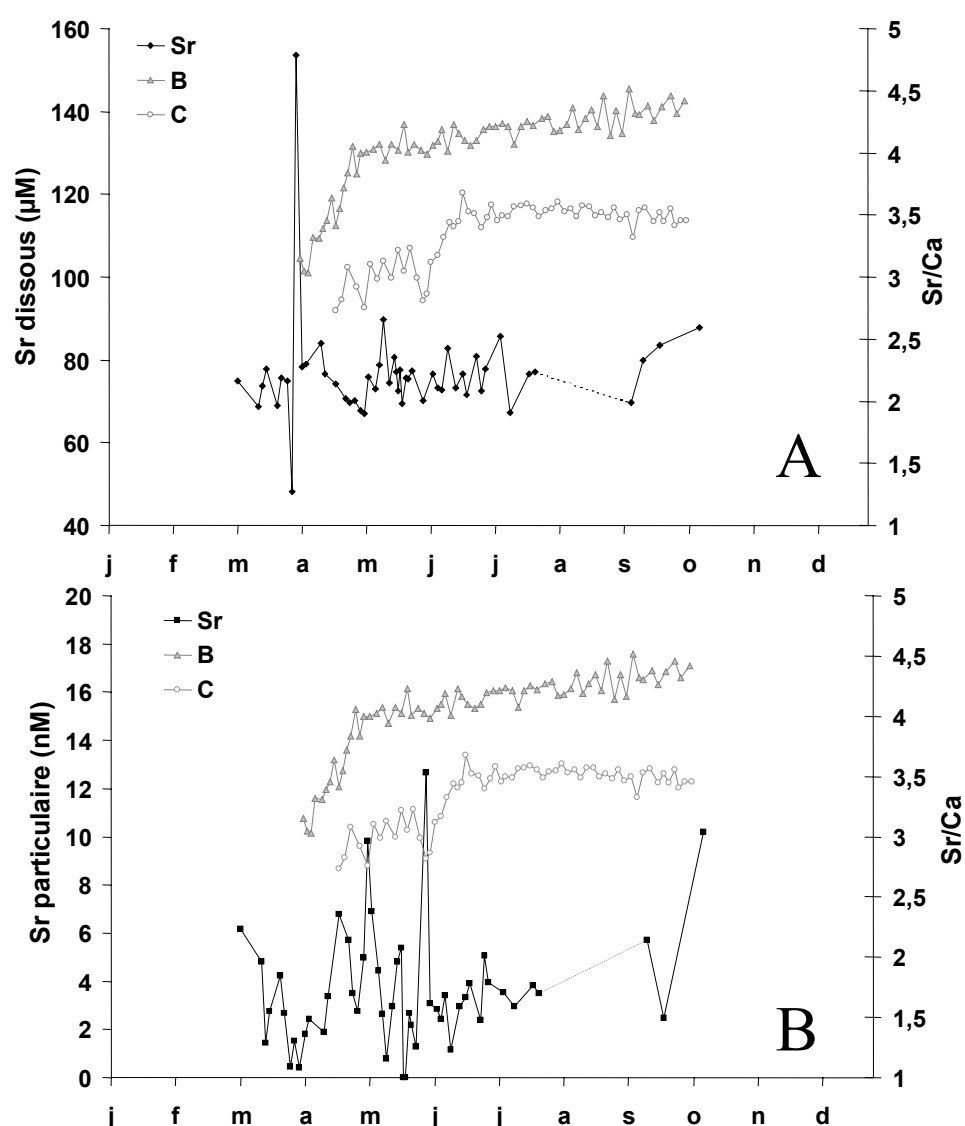 160
140
120
100
80
60
40
Sr dissous (µM)
Sr
B
C
5
4,5
4
3,5
3
2,5
2
1,5
1
Sr/Ca
A
j f m a m j j a s o n d
20
18
16
14
12
10
8
6
4
2
0
Sr particulaire (nM)
Sr
B
C
5
4,5
4
3,5
3
2,5
2
1,5
1
Sr/Ca
B
j f m a m j j a s o n d